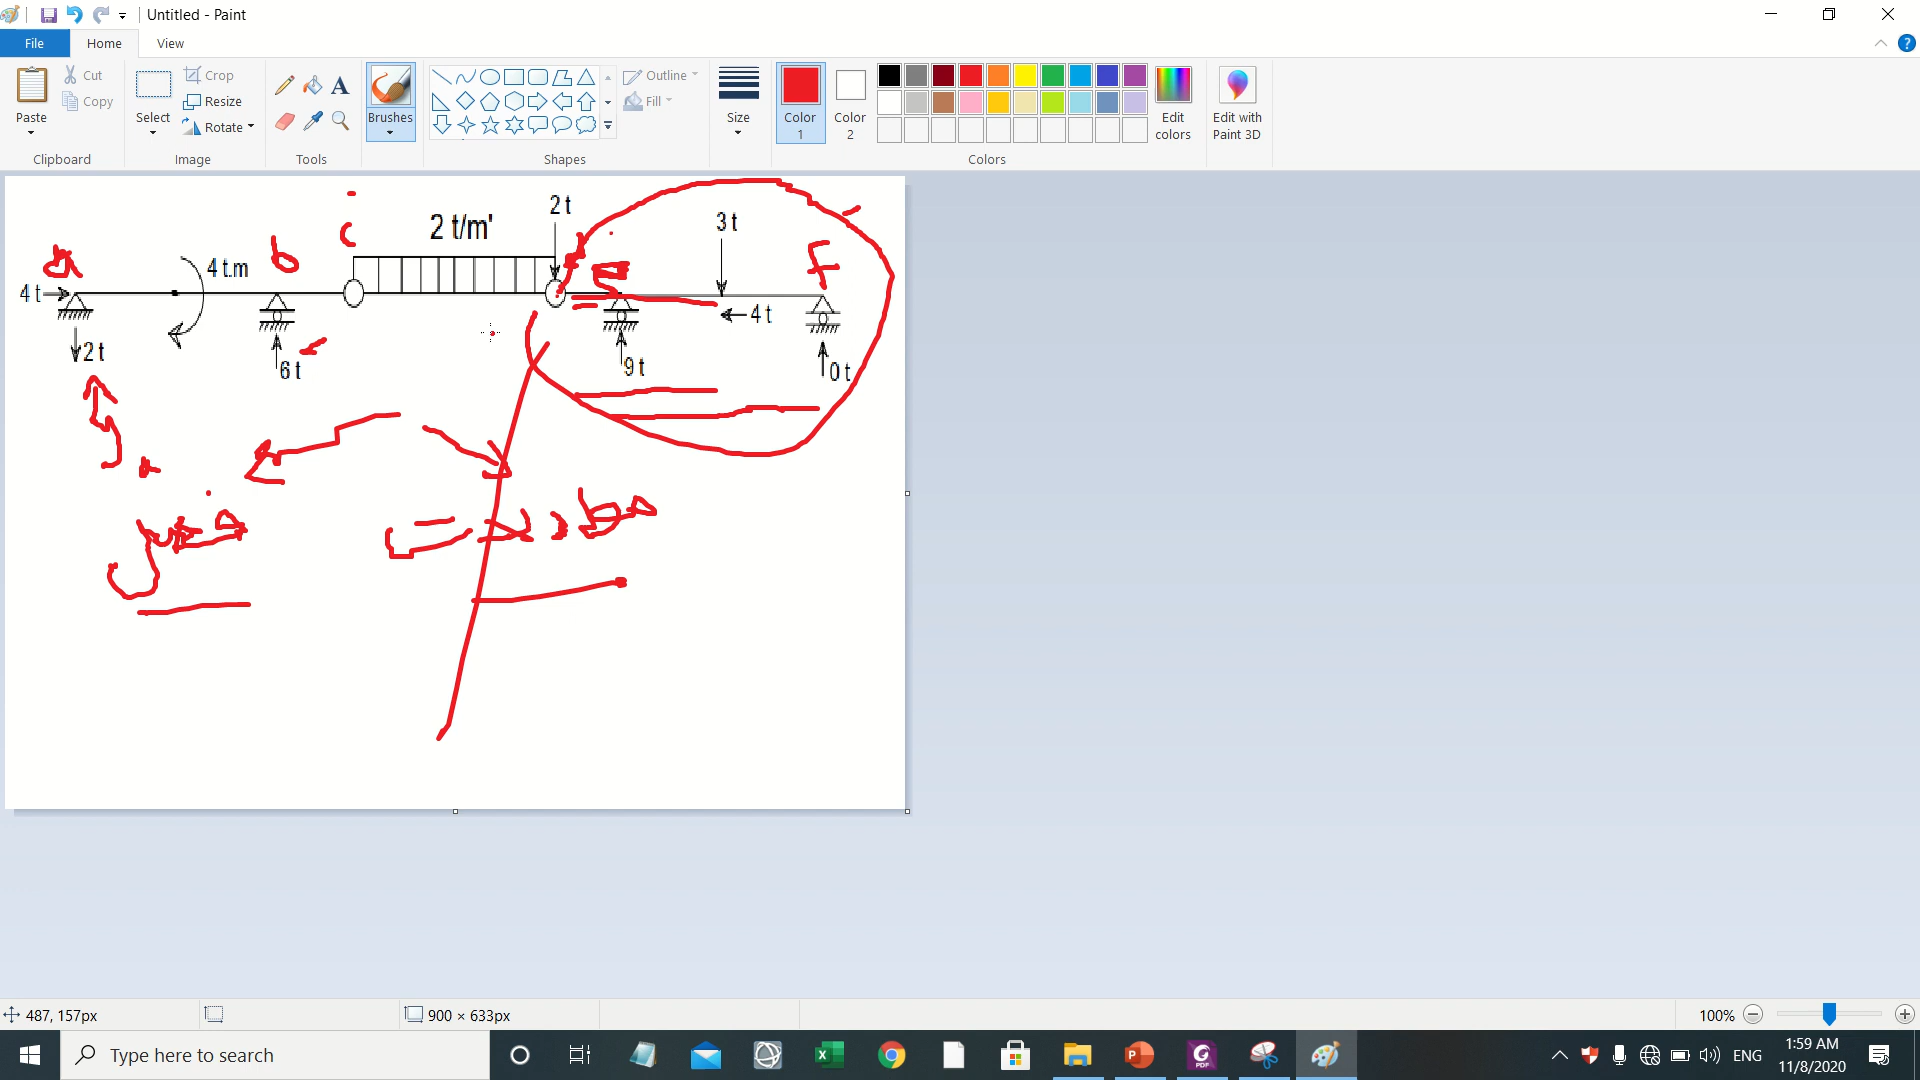 Untitled - Paint
File Home View
Paste
Cut
Copy
Clipboard
Select
Crop
Resize
Rotate
Image
Tools
Brushes
Shapes
Outline
Fill
Size
Color 1
Color 2
Colors
Edit colors
Edit with Paint 3D
a
b
c
d
f
2 t/m'
2 t
3 t
4 t.m
4 t
4 t
2 t
6 t
9 t
0 t
487, 157px
900 × 633px
100%
Type here to search
ENG
1:59 AM
11/8/2020